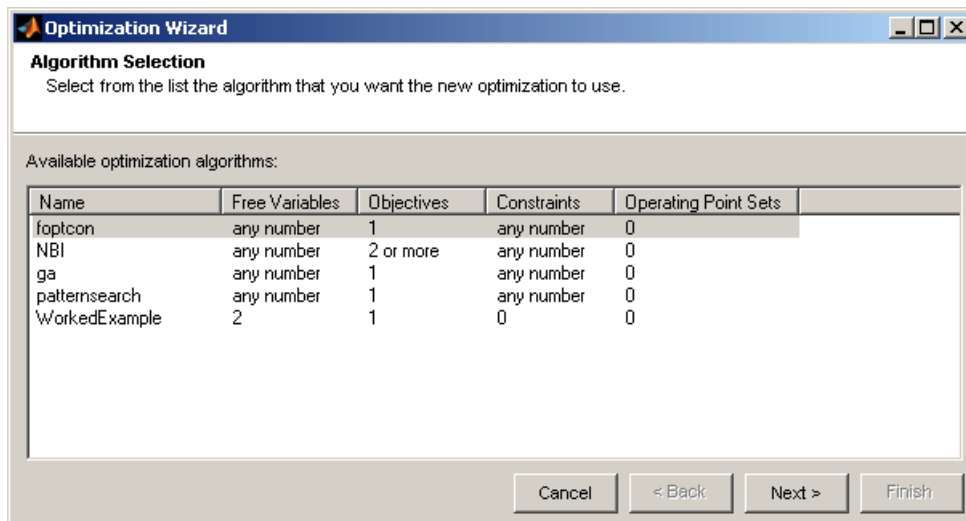 Optimization Wizard
Algorithm Selection
Select from the list the algorithm that you want the new optimization to use.
Available optimization algorithms:
Name Free Variables Objectives Constraints Operating Point Sets
foptcon any number 1 any number 0
NBI any number 2 or more any number 0
ga any number 1 any number 0
patternsearch any number 1 any number 0
WorkedExample 2 1 0 0
Cancel < Back Next > Finish